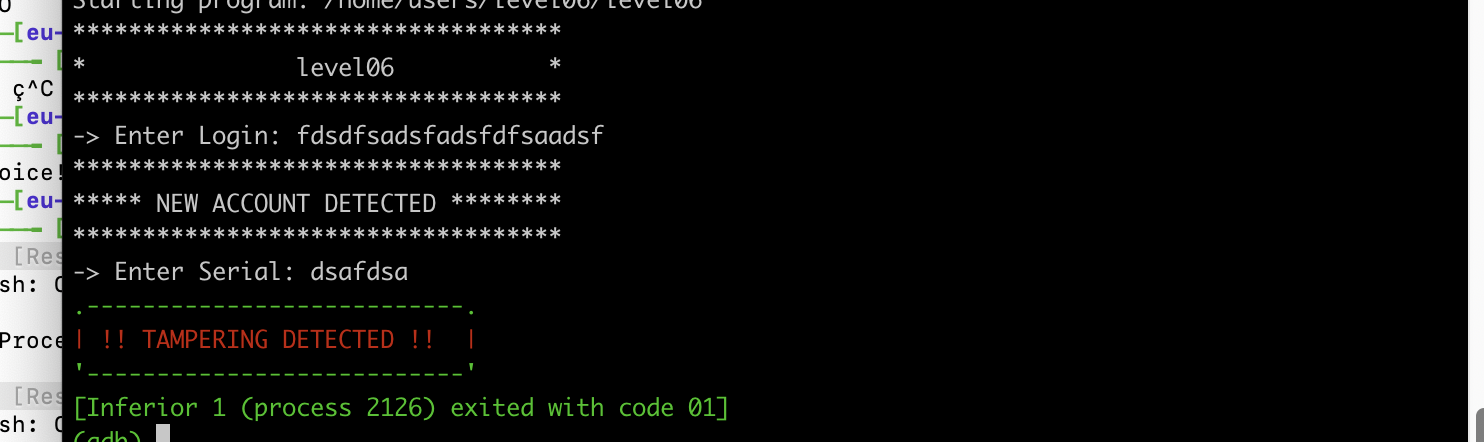 Starting program: /home/users/level06/level06
***********************************
* level06 *
***********************************
-> Enter Login: fdsdfsadsfadsfdfsaadsf
***********************************
***** NEW ACCOUNT DETECTED ********
***********************************
-> Enter Serial: dsafdsa
.---------------------------.
| !! TAMPERING DETECTED !!  |
'---------------------------'
[Inferior 1 (process 2126) exited with code 01]
(gdb)
—[eu-
ç^C
—[eu-
oice!
—[eu-
[Res
sh:
Proce
[Res
sh: